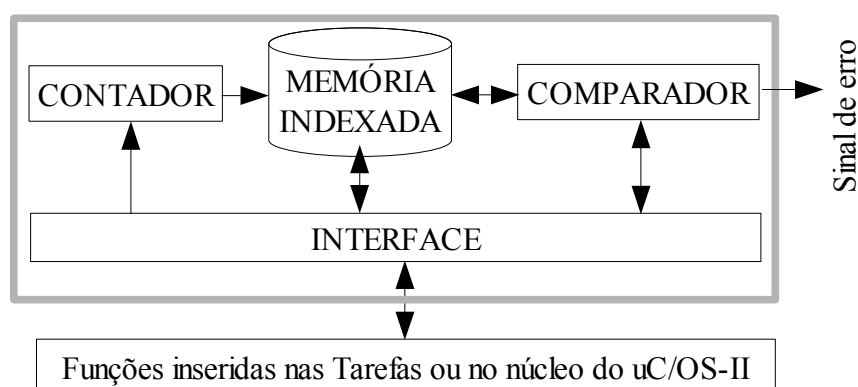 CONTADOR
MEMÓRIA
INDEXADA
COMPARADOR
Sinal de erro
INTERFACE
Funções inseridas nas Tarefas ou no núcleo do uC/OS-II